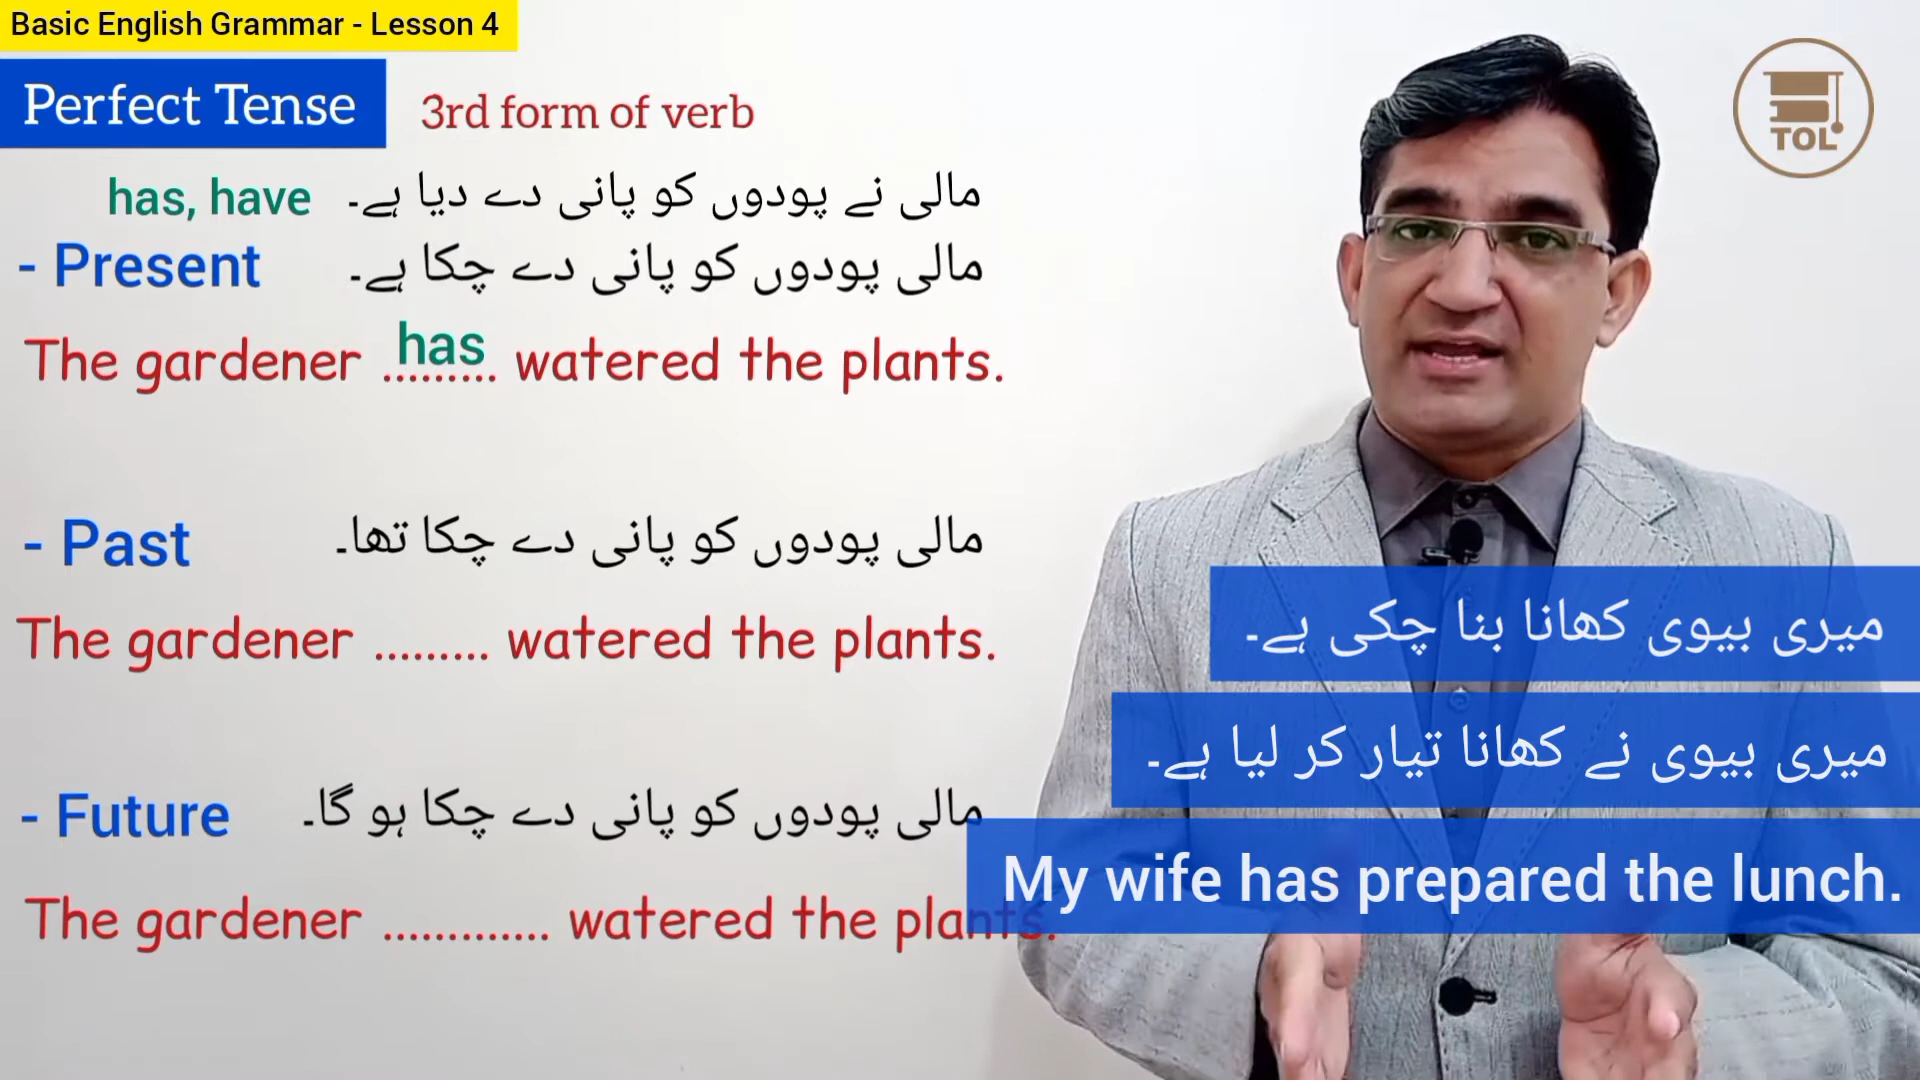 Basic English Grammar - Lesson 4
Perfect Tense
3rd form of verb
TOL
has, have
مالی نے پودوں کو پانی دے دیا ہے۔
- Present
مالی پودوں کو پانی دے چکا ہے۔
The gardener ...has... watered the plants.
- Past
مالی پودوں کو پانی دے چکا تھا۔
The gardener ......... watered the plants.
میری بیوی کھانا بنا چکی ہے۔
میری بیوی نے کھانا تیار کر لیا ہے۔
- Future
مالی پودوں کو پانی دے چکا ہو گا۔
My wife has prepared the lunch.
The gardener ............. watered the plants.